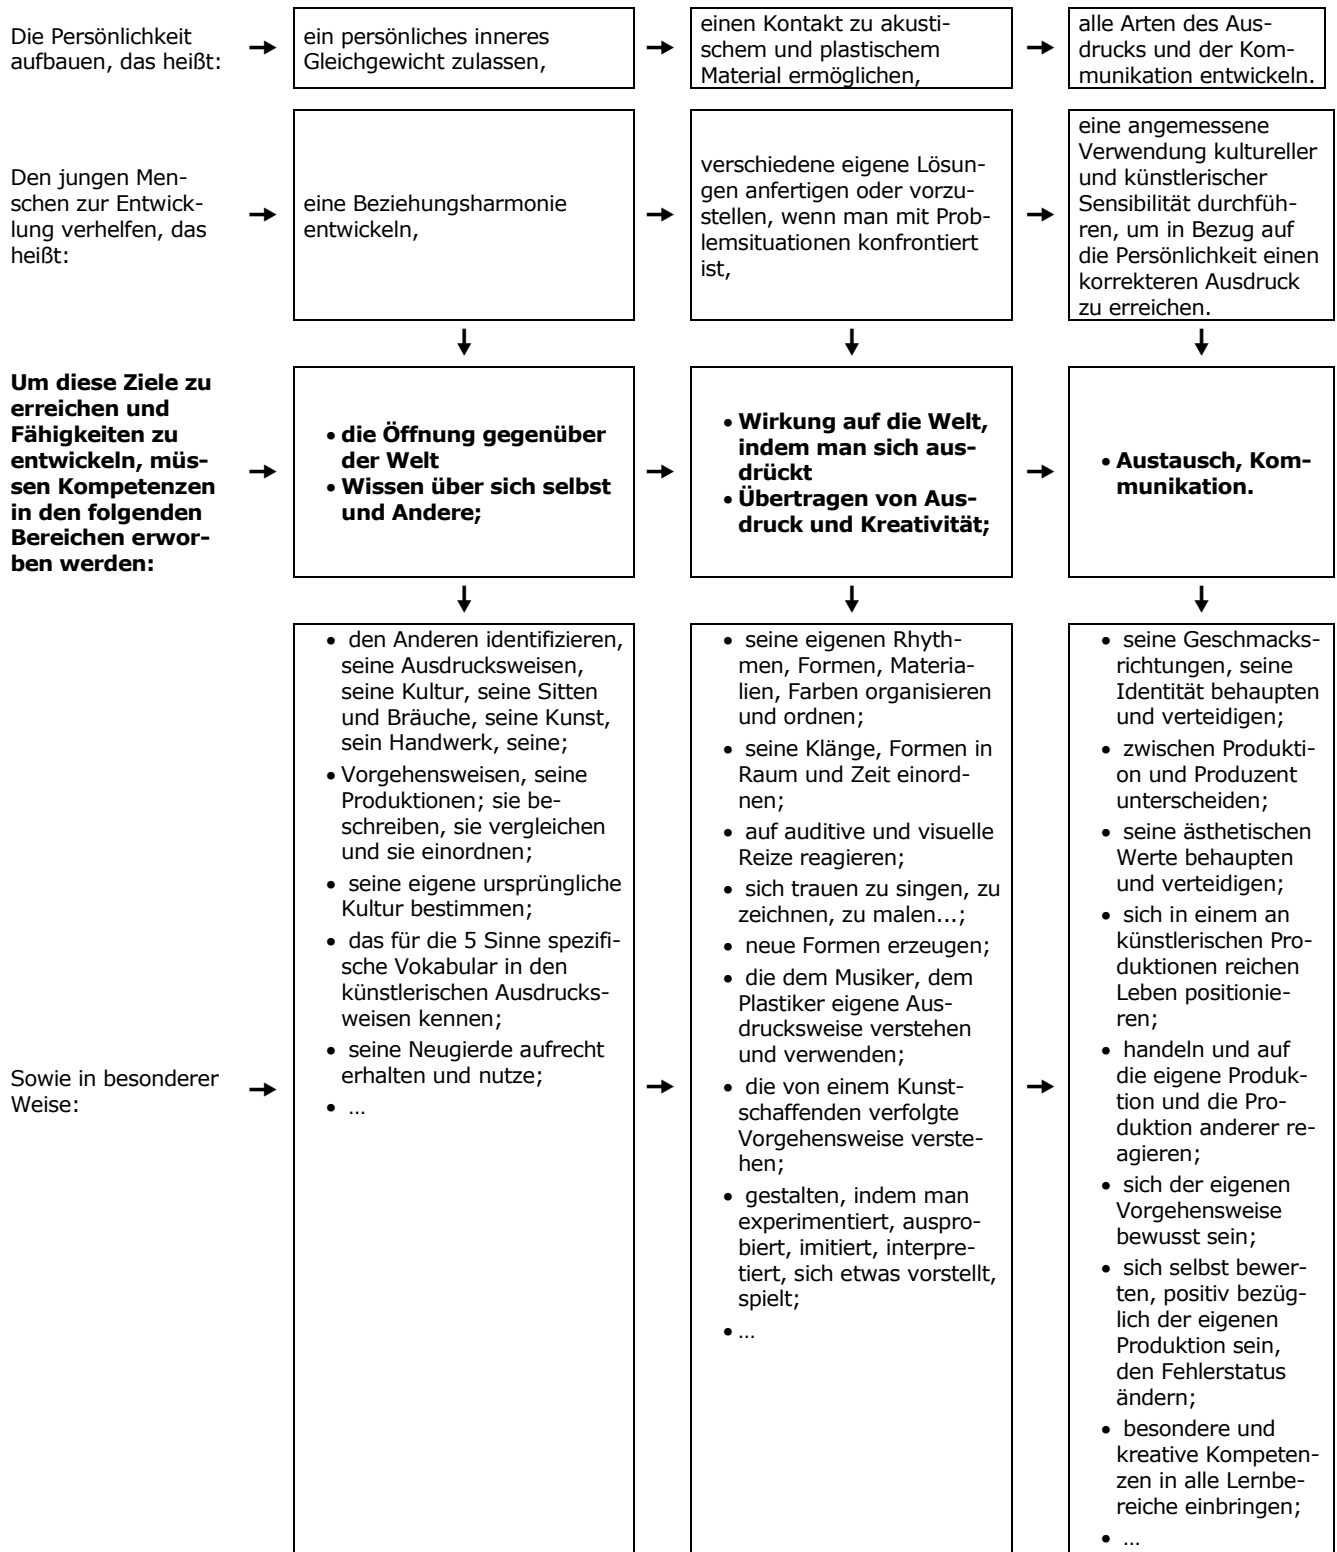 Die Persönlichkeit
aufbauen, das heißt:
ein persönliches inneres
Gleichgewicht zulassen,
einen Kontakt zu akusti-
schem und plastischem
Material ermöglichen,
alle Arten des Aus-
drucks und der Kom-
munikation entwickeln.
Den jungen Men-
schen zur Entwick-
lung verhelfen, das
heißt:
eine Beziehungsharmonie
entwickeln,
verschiedene eigene Lösun-
gen anfertigen oder vorzu-
stellen, wenn man mit Prob-
lemsituationen konfrontiert
ist,
eine angemessene
Verwendung kultureller
und künstlerischer
Sensibilität durchfüh-
ren, um in Bezug auf
die Persönlichkeit einen
korrekteren Ausdruck
zu erreichen.
Um diese Ziele zu
erreichen und
Fähigkeiten zu
entwickeln, müs-
sen Kompetenzen
in den folgenden
Bereichen erwor-
ben werden:
• die Öffnung gegenüber
der Welt
• Wissen über sich selbst
und Andere;
• Wirkung auf die Welt,
indem man sich aus-
drückt
• Übertragen von Aus-
druck und Kreativität;
• Austausch, Kom-
munikation.
Sowie in besonderer
Weise:
• den Anderen identifizieren,
seine Ausdrucksweisen,
seine Kultur, seine Sitten
und Bräuche, seine Kunst,
sein Handwerk, seine;
• Vorgehensweisen, seine
Produktionen; sie be-
schreiben, sie vergleichen
und sie einordnen;
• seine eigene ursprüngliche
Kultur bestimmen;
• das für die 5 Sinne spezifi-
sche Vokabular in den
künstlerischen Ausdrucks-
weisen kennen;
• seine Neugierde aufrecht
erhalten und nutze;
• …
• seine eigenen Rhyth-
men, Formen, Materia-
lien, Farben organisieren
und ordnen;
• seine Klänge, Formen in
Raum und Zeit einord-
nen;
• auf auditive und visuelle
Reize reagieren;
• sich trauen zu singen, zu
zeichnen, zu malen...;
• neue Formen erzeugen;
• die dem Musiker, dem
Plastiker eigene Aus-
drucksweise verstehen
und verwenden;
• die von einem Kunst-
schaffenden verfolgte
Vorgehensweise verste-
hen;
• gestalten, indem man
experimentiert, auspro-
biert, imitiert, interpre-
tiert, sich etwas vorstellt,
spielt;
• …
• seine Geschmacks-
richtungen, seine
Identität behaupten
und verteidigen;
• zwischen Produkti-
on und Produzent
unterscheiden;
• seine ästhetischen
Werte behaupten
und verteidigen;
• sich in einem an
künstlerischen Pro-
duktionen reichen
Leben positionie-
ren;
• handeln und auf
die eigene Produk-
tion und die Pro-
duktion anderer re-
agieren;
• sich der eigenen
Vorgehensweise
bewusst sein;
• sich selbst bewer-
ten, positiv bezüg-
lich der eigenen
Produktion sein,
den Fehlerstatus
ändern;
• besondere und
kreative Kompeten-
zen in alle Lernbe-
reiche einbringen;
• …